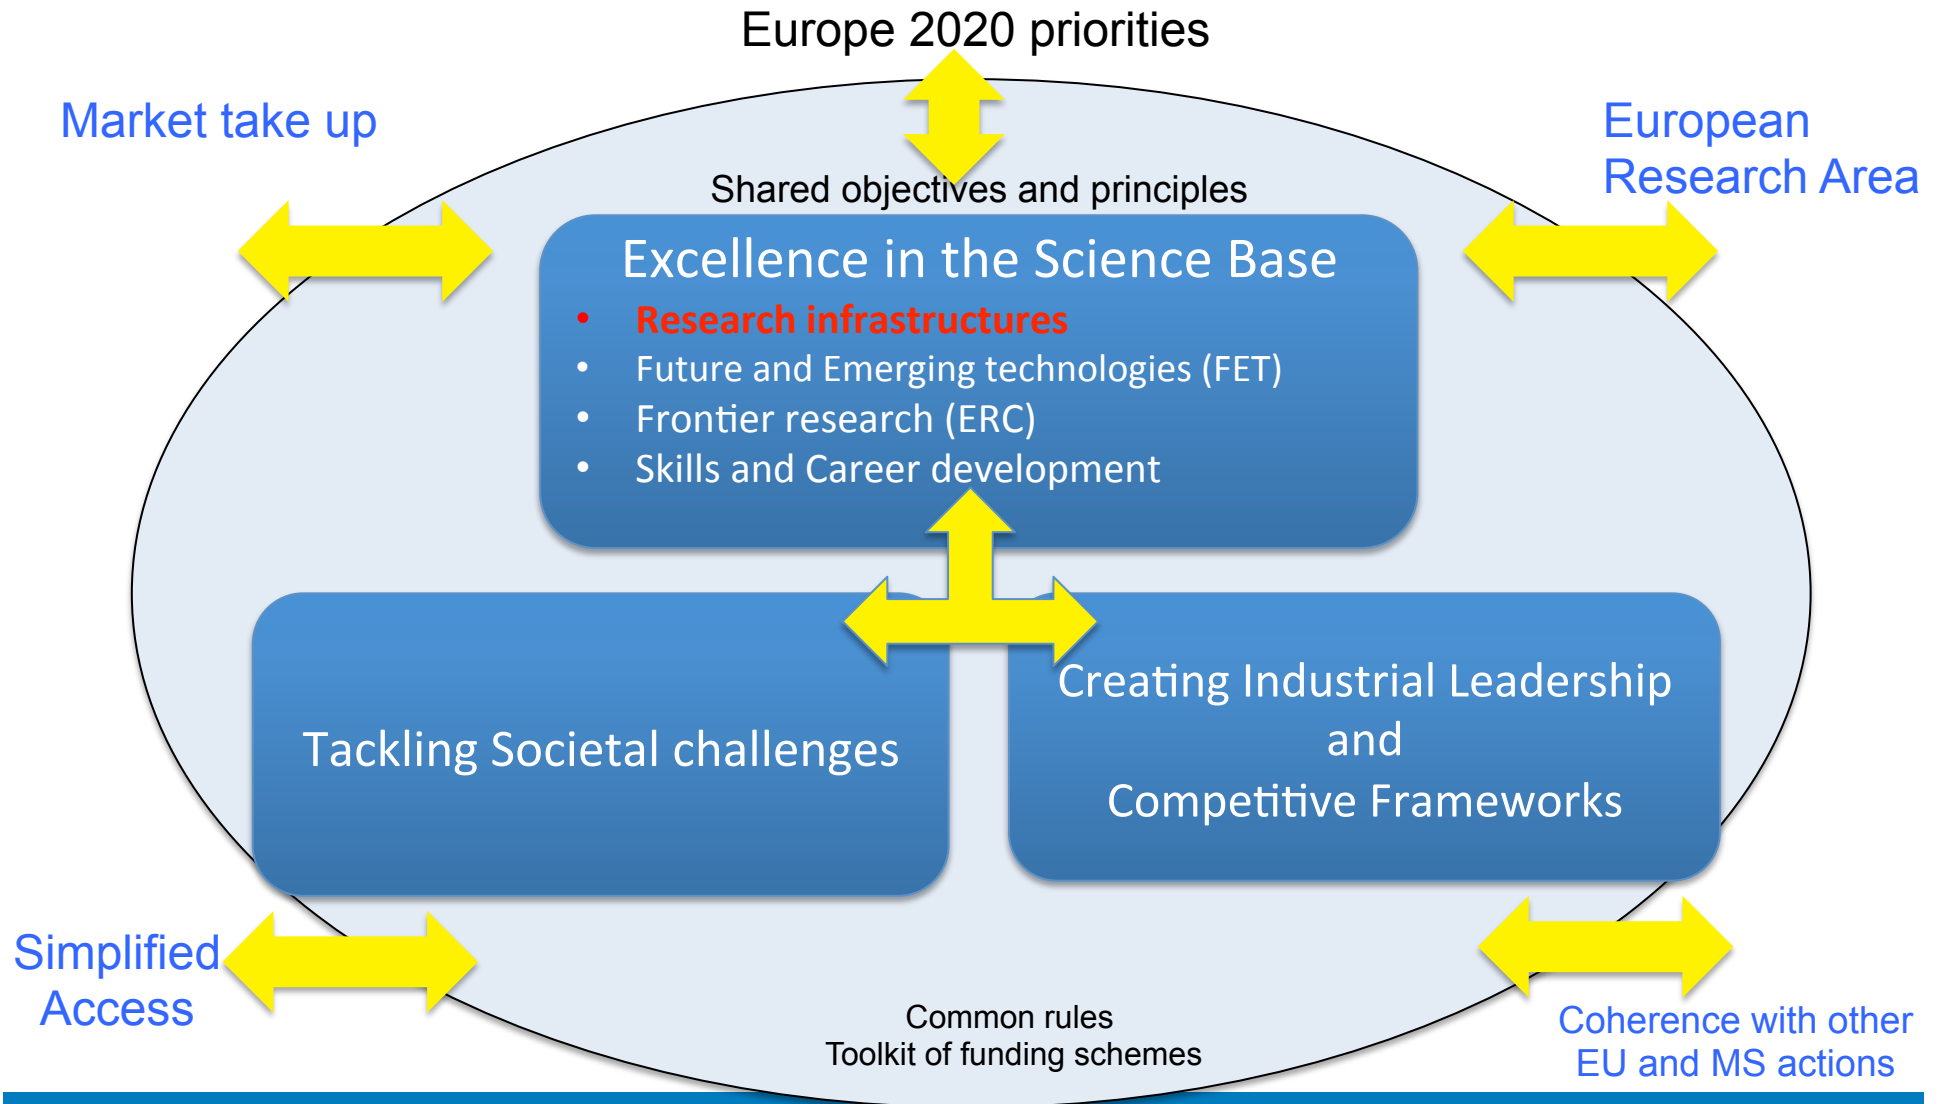 Europe 2020 priorities
Market take up
European
Research Area
Shared objectives and principles
Excellence in the Science Base
• Research infrastructures
• Future and Emerging technologies (FET)
• Frontier research (ERC)
• Skills and Career development
Tackling Societal challenges
Creating Industrial Leadership
and
Competitive Frameworks
Simplified
Access
Common rules
Toolkit of funding schemes
Coherence with other
EU and MS actions